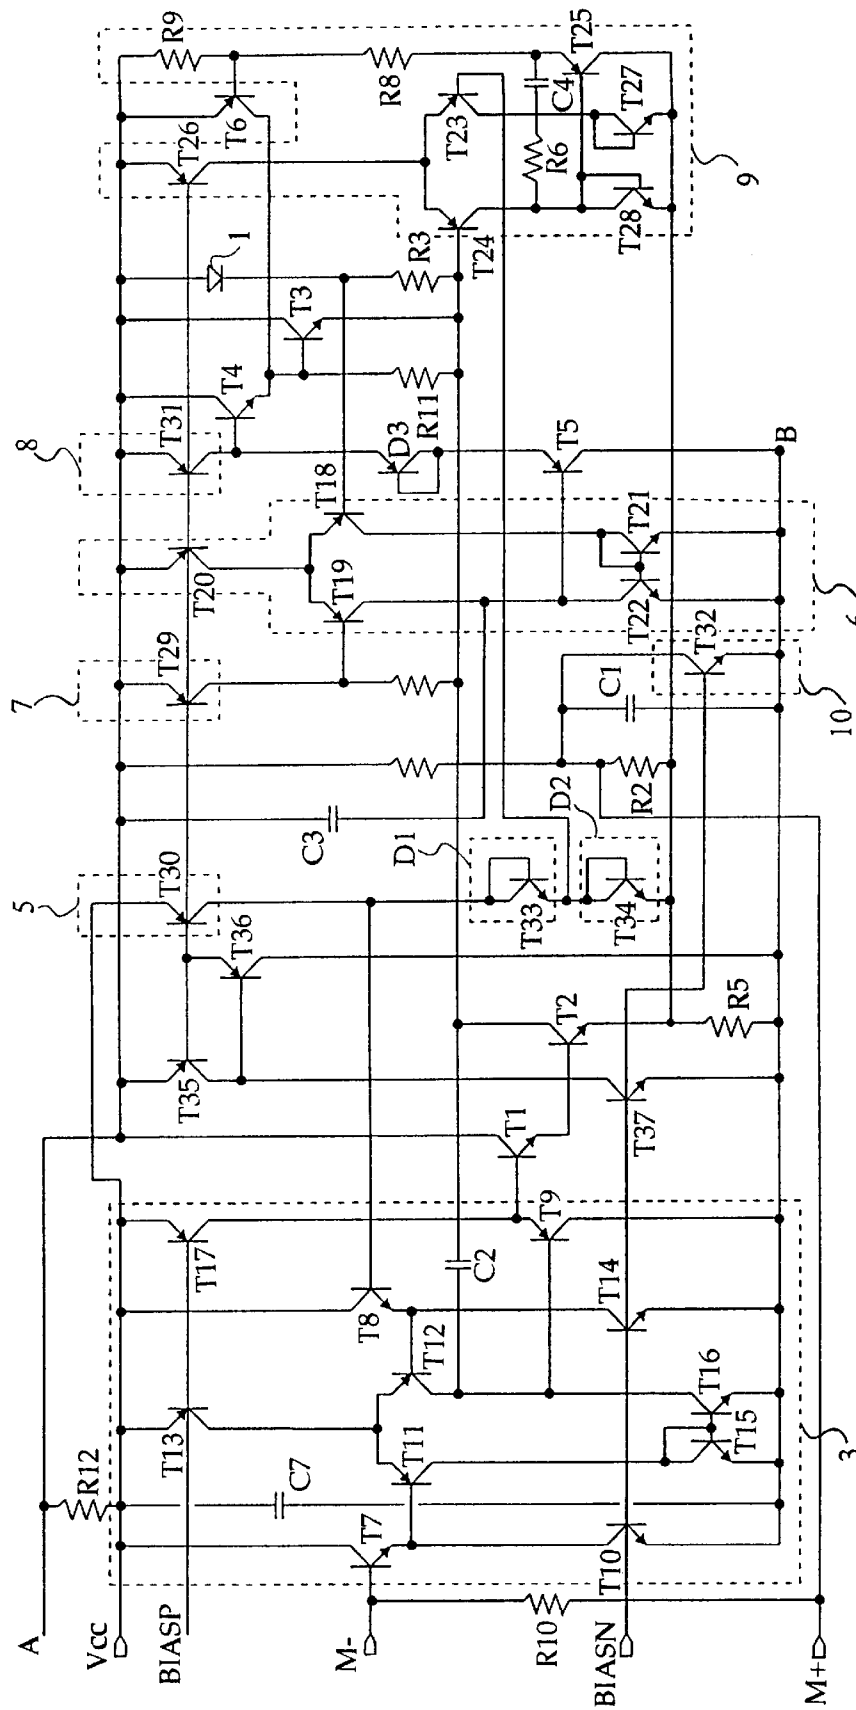 A
Vcc
BIASP
M-
R10
BIASN
M+
R12
T13
T17
C7
T7
T8
T11
T12
C2
T9
T10
T14
T15
T16
3
T1
T35
T36
T2
T37
R5
5
T30
D1
T33
D2
T34
C3
R2
C1
7
T29
T20
T19
T18
T22
T21
T32
10
6
8
T31
T4
D3
R11
T5
B
T3
1
R3
T26
T6
R9
R8
T23
T24
R6
C4
T25
T28
T27
9